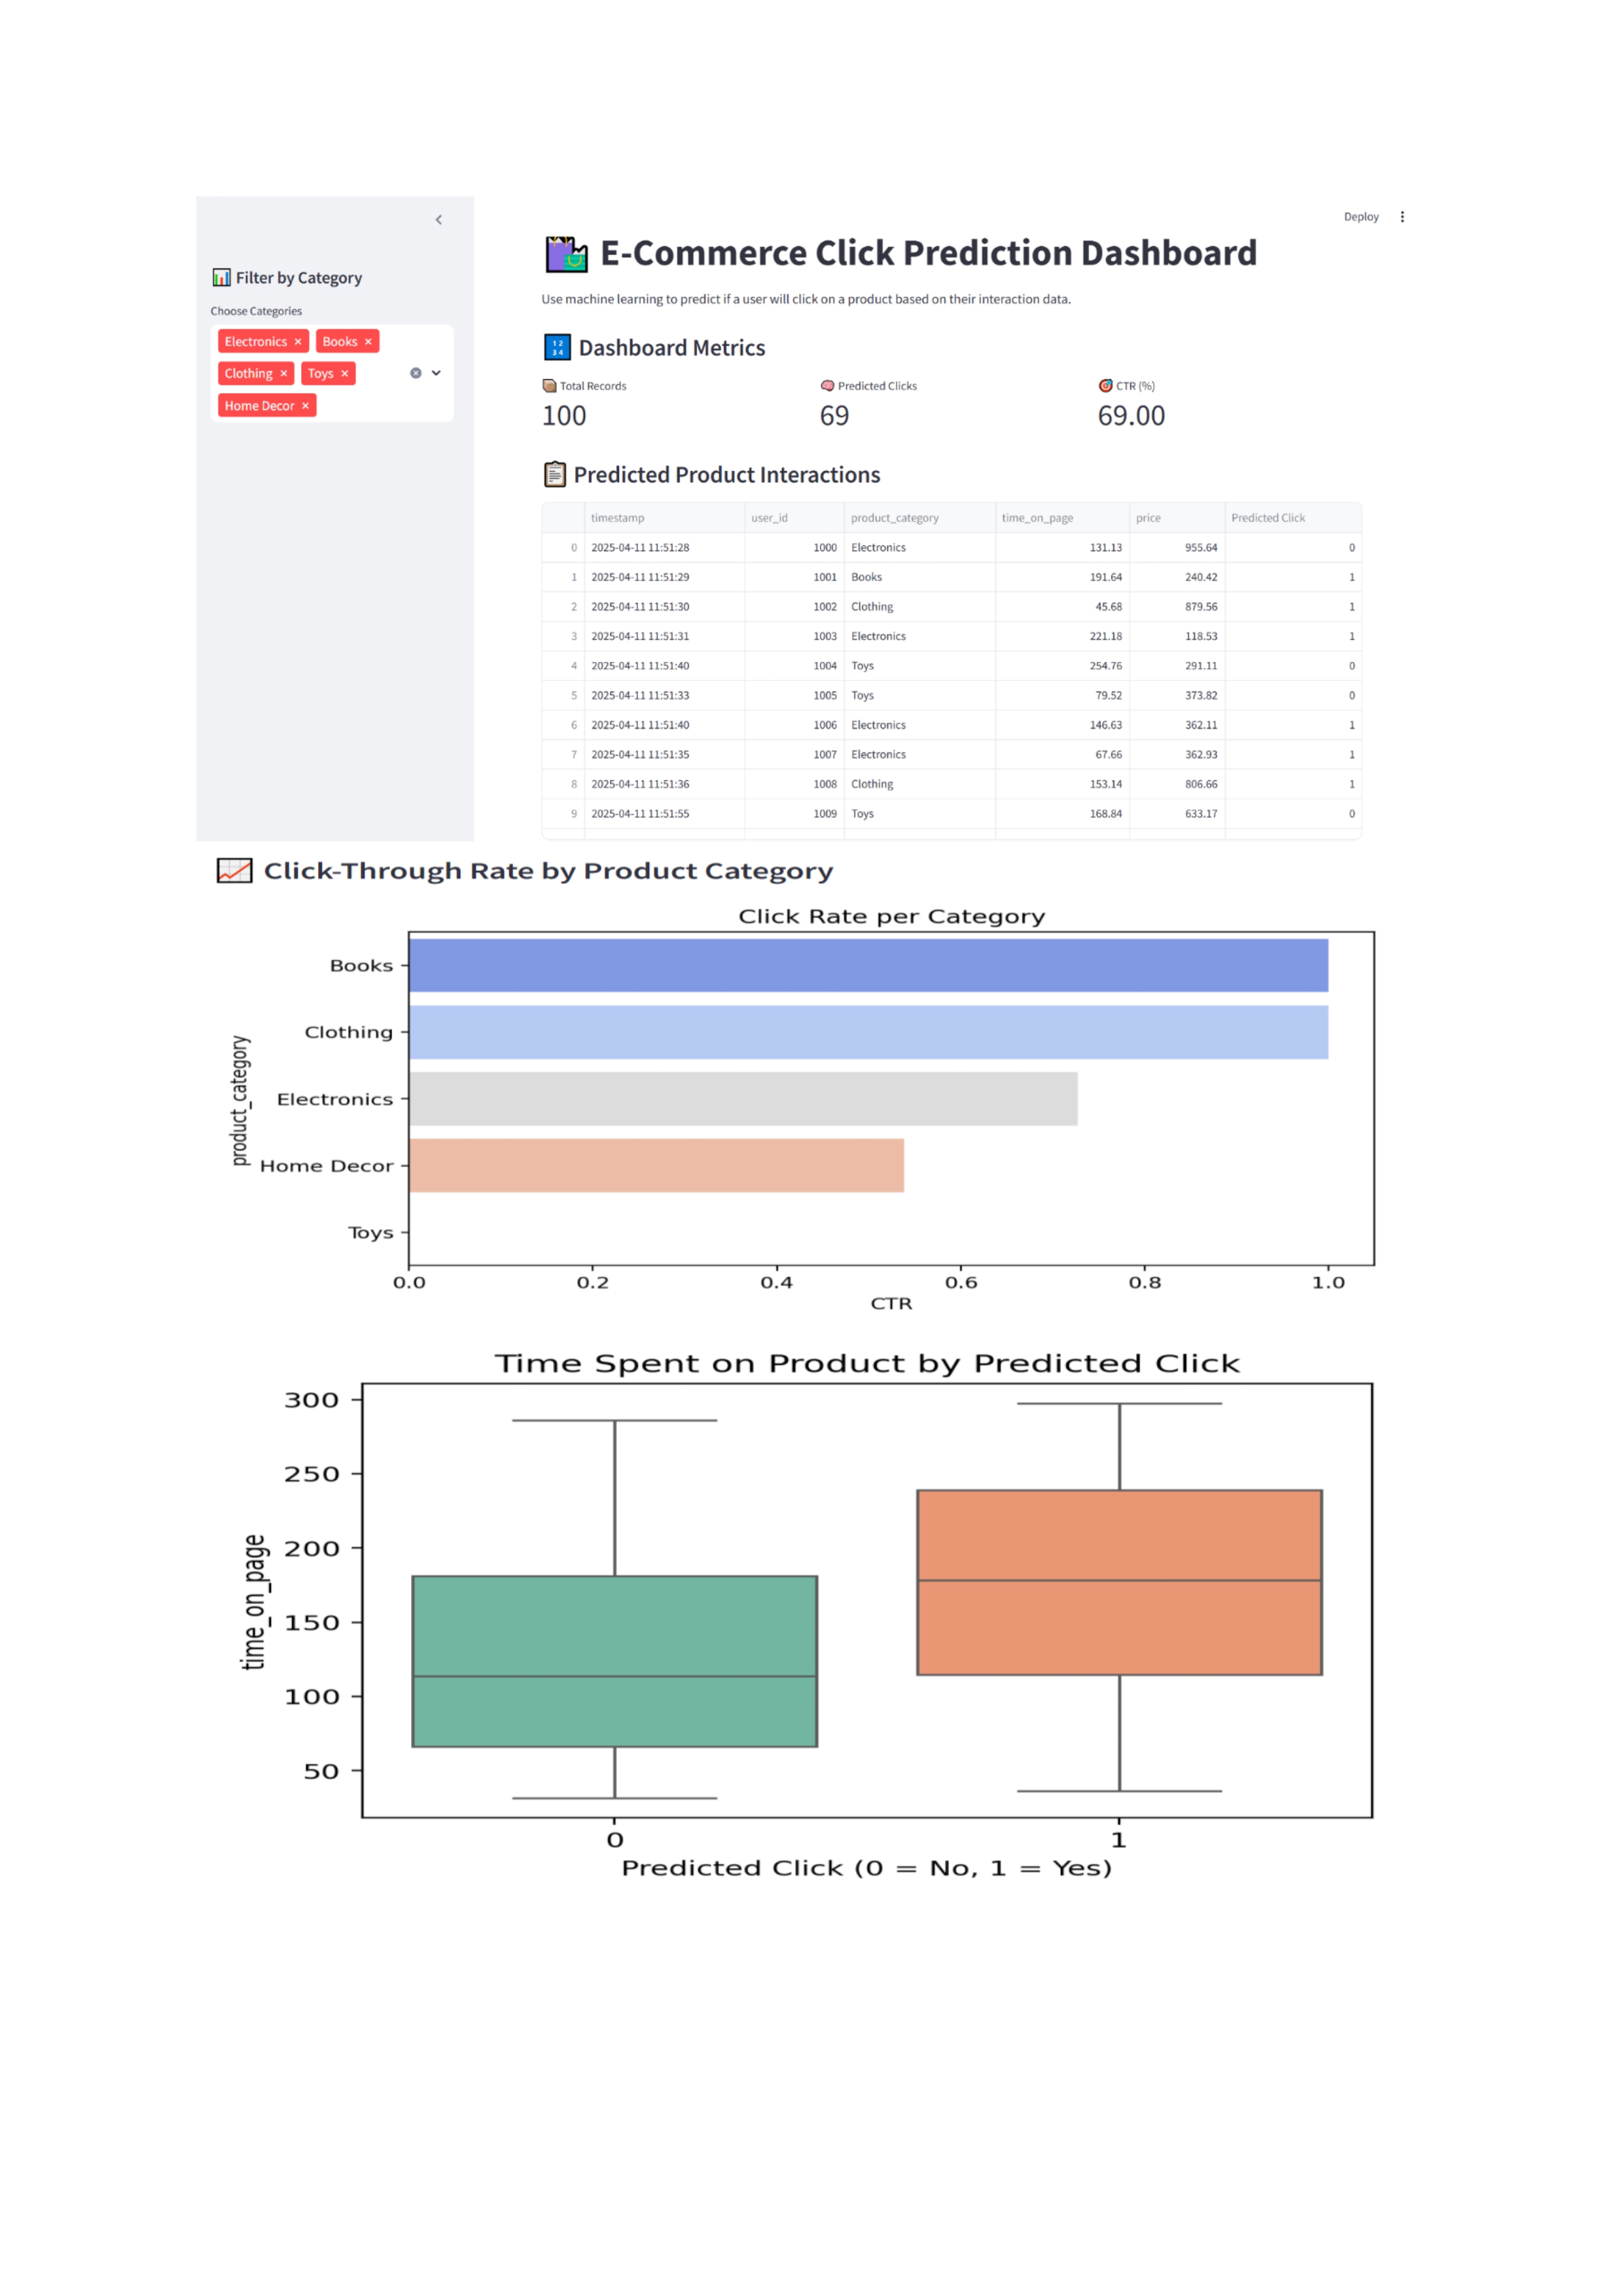 Deploy
Filter by Category
Choose Categories
Electronics × Books ×
Clothing × Toys ×
Home Decor ×
E-Commerce Click Prediction Dashboard
Use machine learning to predict if a user will click on a product based on their interaction data.
Dashboard Metrics
Total Records Predicted Clicks CTR (%)
100 69 69.00
Predicted Product Interactions
timestamp user_id product_category time_on_page price Predicted Click
0 2025-04-11 11:51:28 1000 Electronics 131.13 955.64 0
1 2025-04-11 11:51:29 1001 Books 191.64 240.42 1
2 2025-04-11 11:51:30 1002 Clothing 45.68 879.56 1
3 2025-04-11 11:51:31 1003 Electronics 221.18 118.53 1
4 2025-04-11 11:51:40 1004 Toys 254.76 291.11 0
5 2025-04-11 11:51:33 1005 Toys 79.52 373.82 0
6 2025-04-11 11:51:40 1006 Electronics 146.63 362.11 1
7 2025-04-11 11:51:35 1007 Electronics 67.66 362.93 1
8 2025-04-11 11:51:36 1008 Clothing 153.14 806.66 1
9 2025-04-11 11:51:55 1009 Toys 168.84 633.17 0
Click-Through Rate by Product Category
Click Rate per Category
product_category
Books
Clothing
Electronics
Home Decor
Toys
0.0 0.2 0.4 0.6 0.8 1.0
CTR
Time Spent on Product by Predicted Click
time_on_page
300
250
200
150
100
50
0 1
Predicted Click (0 = No, 1 = Yes)